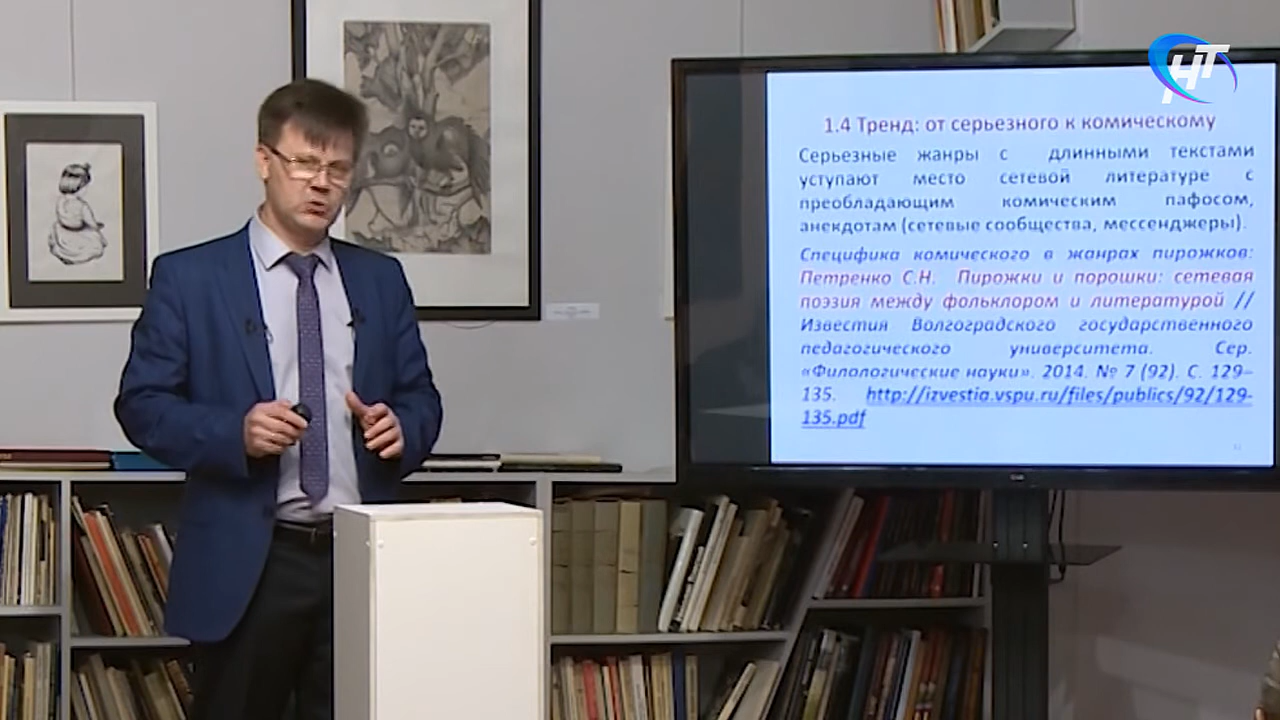 НТ
1.4 Тренд: от серьезного к комическому
Серьезные жанры с длинными текстами
уступают место сетевой литературе с
преобладающим комическим пафосом,
анекдотам (сетевые сообщества, мессенджеры).
Специфика комического в жанрах пирожков:
Петренко С.Н. Пирожки и порошки: сетевая
поэзия между фольклором и литературой //
Известия Волгоградского государственного
педагогического университета. Сер.
«Филологические науки». 2014. № 7 (92). С. 129–
135. http://izvestia.vspu.ru/files/publics/92/129-
135.pdf